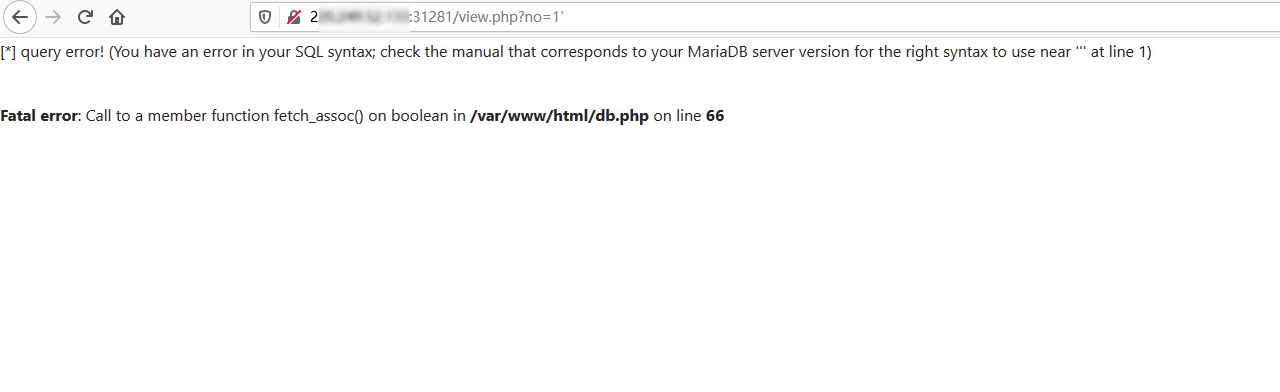 2:31281/view.php?no=1'
[*] query error! (You have an error in your SQL syntax; check the manual that corresponds to your MariaDB server version for the right syntax to use near ''' at line 1)
Fatal error: Call to a member function fetch_assoc() on boolean in /var/www/html/db.php on line 66